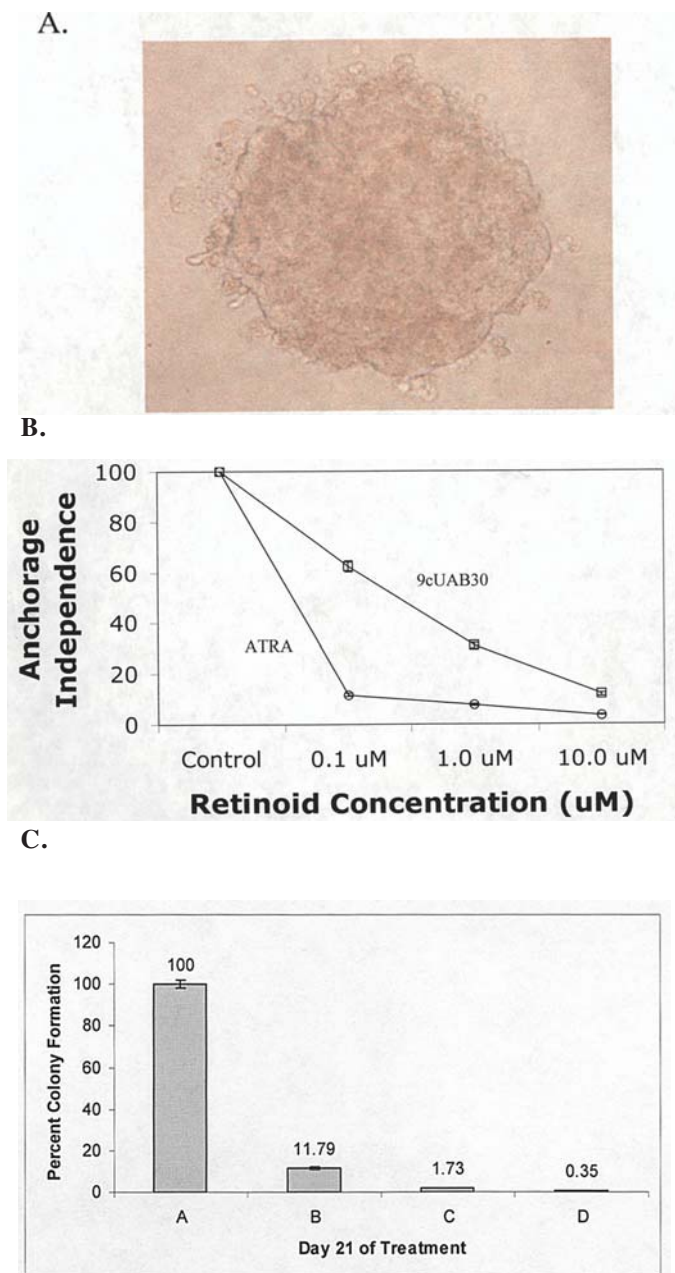 A.
B.
Anchorage
Independence
100
80
60
40
20
0
9cUAB30
ATRA
Control
0.1 uM
1.0 uM
10.0 uM
Retinoid Concentration (uM)
C.
Percent Colony Formation
120
100
80
60
40
20
0
100
11.79
1.73
0.35
A
B
C
D
Day 21 of Treatment